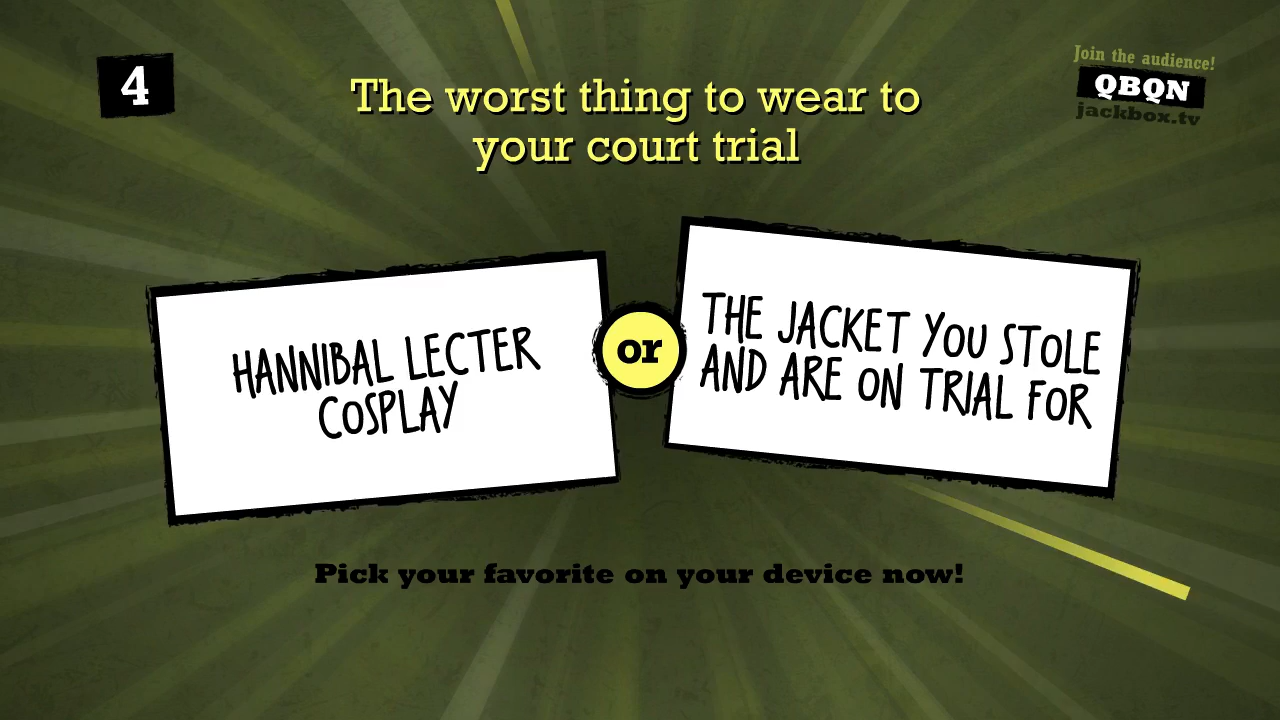 4
The worst thing to wear to
your court trial
Join the audience!
QBQN
jackbox.tv
HANNIBAL LECTER
COSPLAY
or
THE JACKET YOU STOLE
AND ARE ON TRIAL FOR
Pick your favorite on your device now!